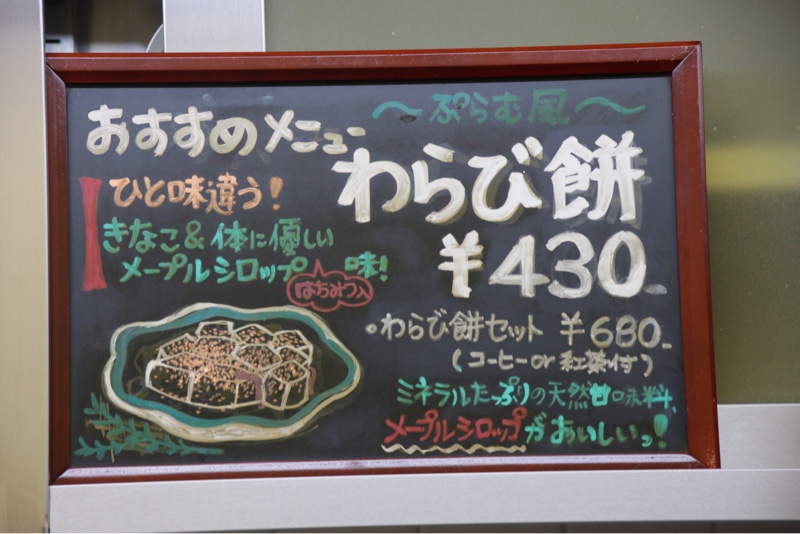 おすすめメニュー
〜ぷらむ風〜
わらび餅
¥430-
ひと味違う!
きなこ&体に優しい
メープルシロップ味!
はちみつ入
・わらび餅セット ¥680-
(コーヒーor紅茶付)
ミネラルたっぷりの天然甘味料、
メープルシロップがおいしいっ!